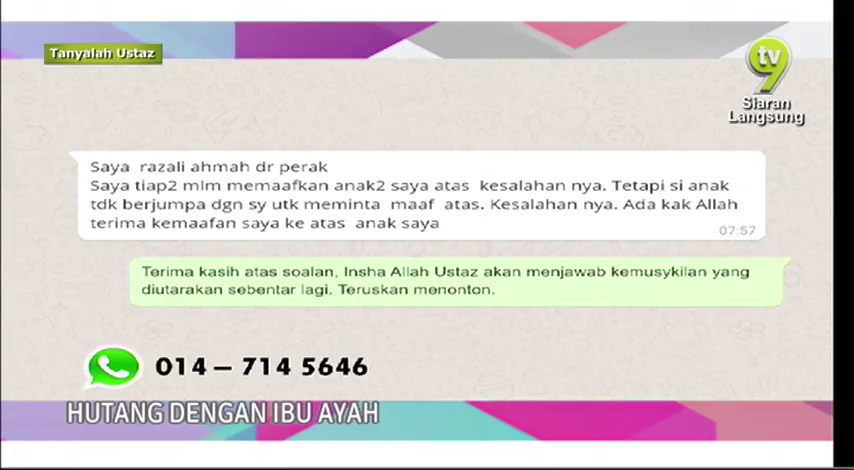 Tanyalah Ustaz
tv
9
Siaran
Langsung
Saya razali ahmah dr perak
Saya tiap2 mlm memaafkan anak2 saya atas kesalahan nya. Tetapi si anak
tdk berjumpa dgn sy utk meminta maaf atas. Kesalahan nya. Ada kak Allah
terima kemaafan saya ke atas anak saya
07:57
Terima kasih atas soalan, Insha Allah Ustaz akan menjawab kemusykilan yang
diutarakan sebentar lagi. Teruskan menonton.
014 – 714 5646
HUTANG DENGAN IBU AYAH